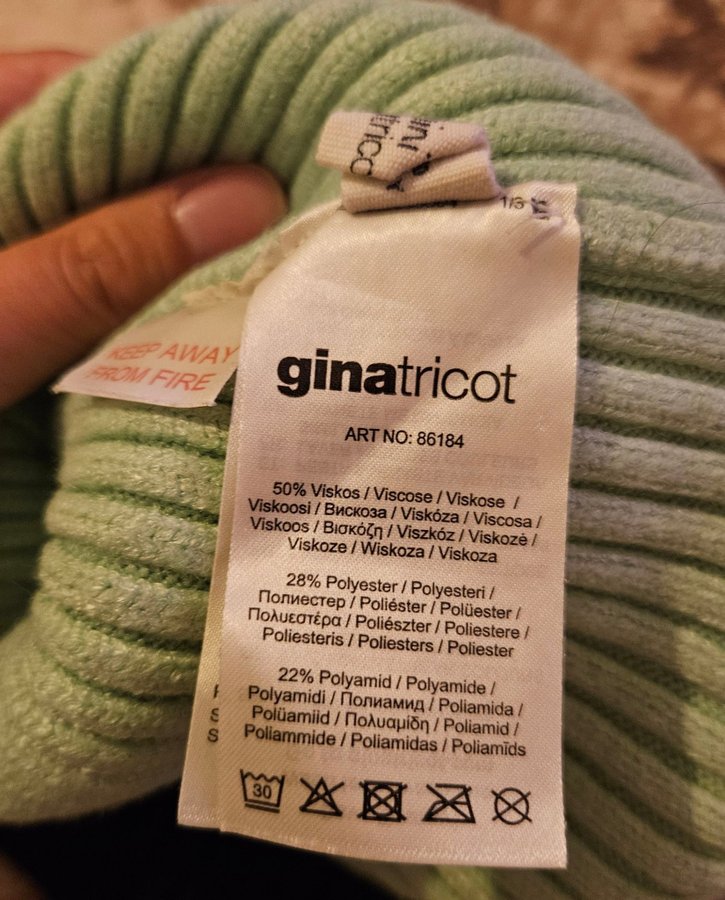 1/3
KEEP AWAY
FROM FIRE
ginatricot
ART NO: 86184
50% Viskos / Viscose / Viskose /
Viskoosi / Вискоза / Viskóza / Viscosa /
Viskoos / Βισκόζη / Viszkóz / Viskozė /
Viskoze / Wiskoza / Viskoza
28% Polyester / Polyesteri /
Полиестер / Poliéster / Polüester /
Πολυεστέρα / Poliészter / Poliestere /
Poliesteris / Poliesters / Poliester
22% Polyamid / Polyamide /
Polyamidi / Полиамид / Poliamida /
Polüamiid / Πολυαμίδη / Poliamid /
Poliammide / Poliamidas / Poliamīds
30